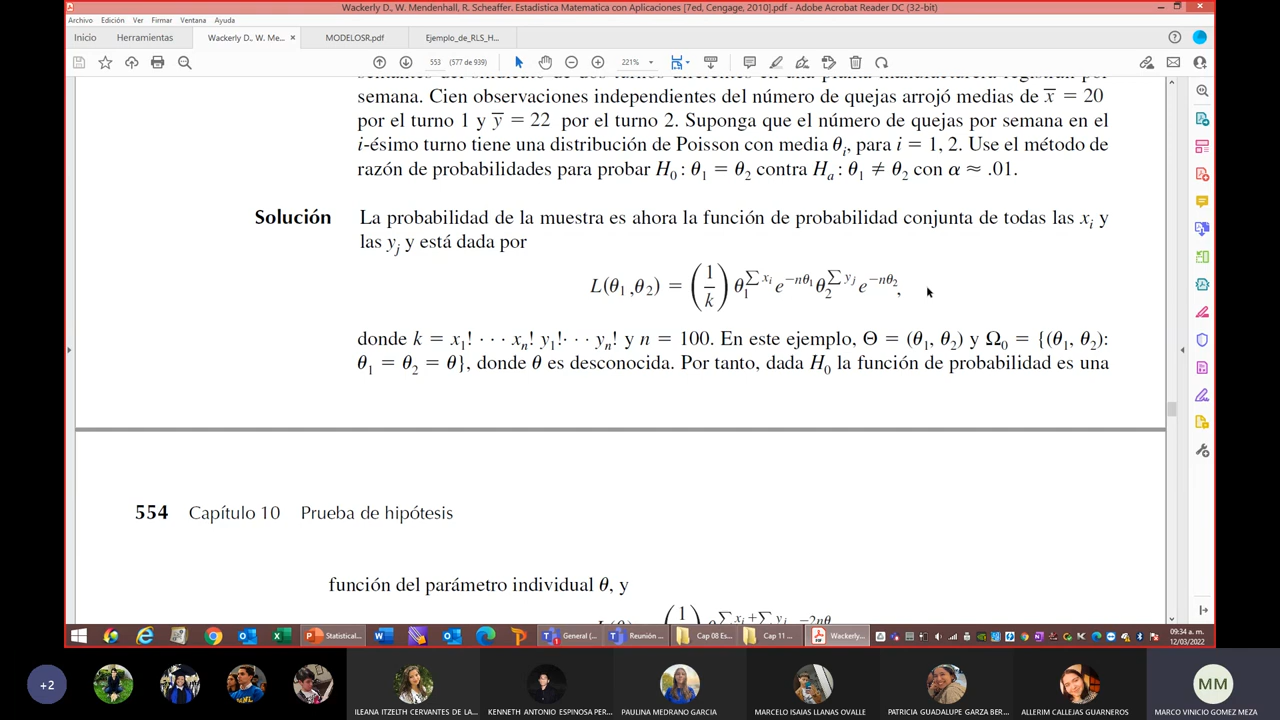 Wackerly D., W. Mendenhall, R. Scheaffer. Estadística Matematica con Aplicaciones [7ed, Cengage, 2010].pdf - Adobe Acrobat Reader DC (32-bit)
Archivo Edición Ver Firmar Ventana Ayuda
Inicio Herramientas Wackerly D., W. Me... × MODELOSR.pdf Ejemplo_de_RLS_H...
553 (577 de 939) 221%
semana. Cien observaciones independientes del número de quejas arrojó medias de x̅ = 20
por el turno 1 y y̅ = 22 por el turno 2. Suponga que el número de quejas por semana en el
i-ésimo turno tiene una distribución de Poisson con media θi, para i = 1, 2. Use el método de
razón de probabilidades para probar H0: θ1 = θ2 contra Ha: θ1 ≠ θ2 con α ≈ .01.
Solución La probabilidad de la muestra es ahora la función de probabilidad conjunta de todas las xi y
las yj y está dada por
L(θ1,θ2) = (1/k) θ1^∑xi e^−nθ1 θ2^∑yj e^−nθ2,
donde k = x1! · · · xn! y1! · · · yn! y n = 100. En este ejemplo, Θ = (θ1, θ2) y Ω0 = {(θ1, θ2):
θ1 = θ2 = θ}, donde θ es desconocida. Por tanto, dada H0 la función de probabilidad es una
554 Capítulo 10 Prueba de hipótesis
función del parámetro individual θ, y
Statistical... General (... Reunión ... Cap 08 Es... Cap 11 ... Wackerly...
09:34 a. m.
12/03/2022
+2
ILEANA ITZELTH CERVANTES DE LA... KENNETH ANTONIO ESPINOSA PER... PAULINA MEDRANO GARCIA MARCELO ISAIAS LLANAS OVALLE PATRICIA GUADALUPE GARZA BER... ALLERIM CALLEJAS GUARNEROS MM MARCO VINICIO GOMEZ MEZA